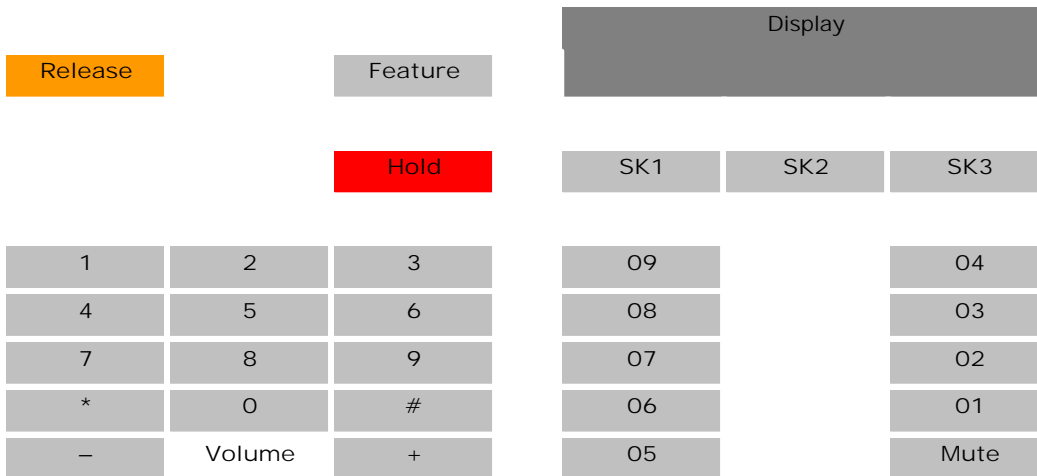 Display
Release Feature
Hold SK1 SK2 SK3
1 2 3 09 04
4 5 6 08 03
7 8 9 07 02
* 0 # 06 01
– Volume + 05 Mute